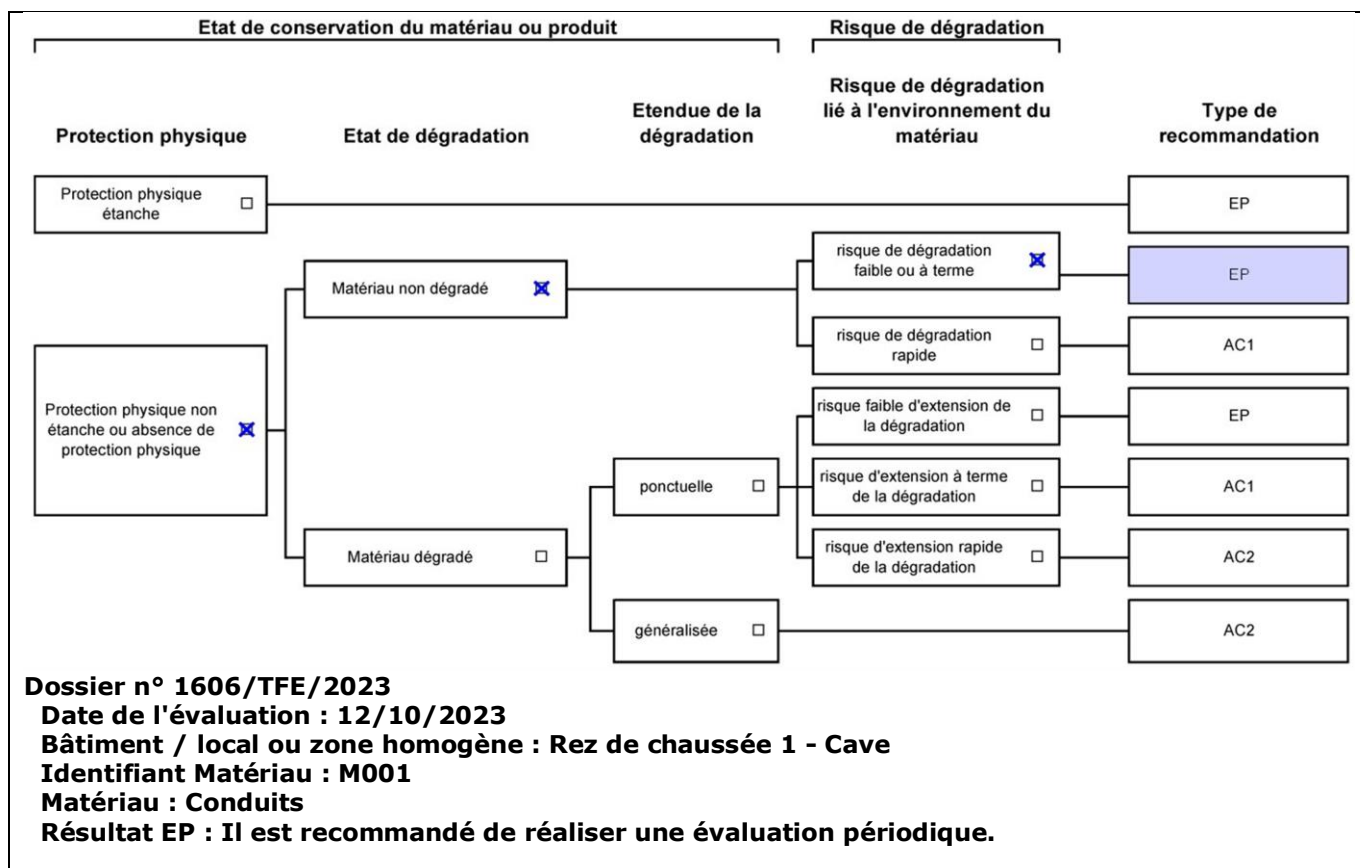 Etat de conservation du matériau ou produit
Risque de dégradation
Protection physique
Etat de dégradation
Etendue de la
dégradation
Risque de dégradation
lié à l'environnement du
matériau
Type de
recommandation
Protection physique
étanche
EP
risque de dégradation
faible ou à terme
EP
Matériau non dégradé
risque de dégradation
rapide
AC1
Protection physique non
étanche ou absence de
protection physique
risque faible d'extension de
la dégradation
EP
ponctuelle
risque d'extension à terme
de la dégradation
AC1
Matériau dégradé
risque d'extension rapide
de la dégradation
AC2
généralisée
AC2
Dossier n° 1606/TFE/2023
Date de l'évaluation : 12/10/2023
Bâtiment / local ou zone homogène : Rez de chaussée 1 - Cave
Identifiant Matériau : M001
Matériau : Conduits
Résultat EP : Il est recommandé de réaliser une évaluation périodique.